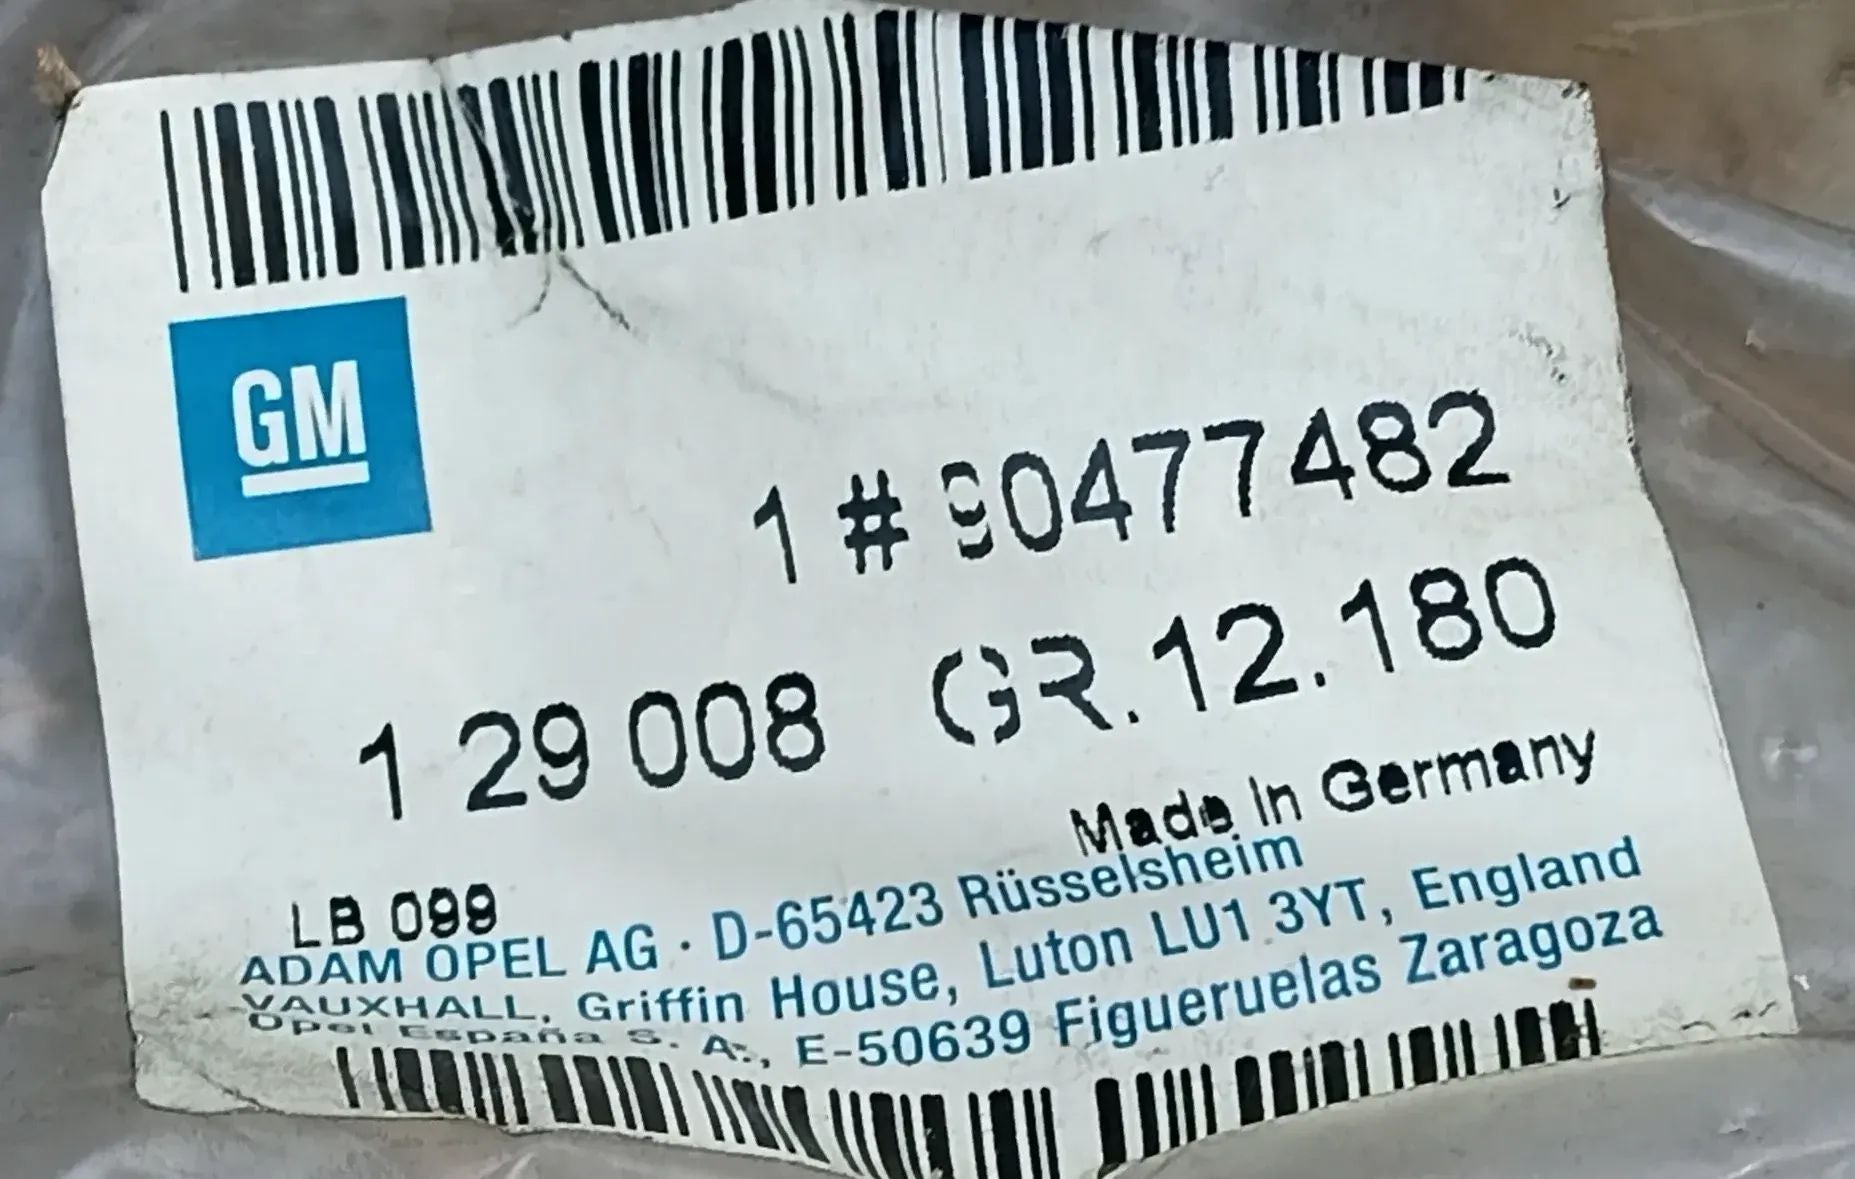 GM
1 # 90477482
1 29 008 GR.12.180
Made in Germany
LB 099
ADAM OPEL AG · D-65423 Rüsselsheim
VAUXHALL, Griffin House, Luton LU1 3YT, England
Opel España S. A., E-50639 Figueruelas Zaragoza